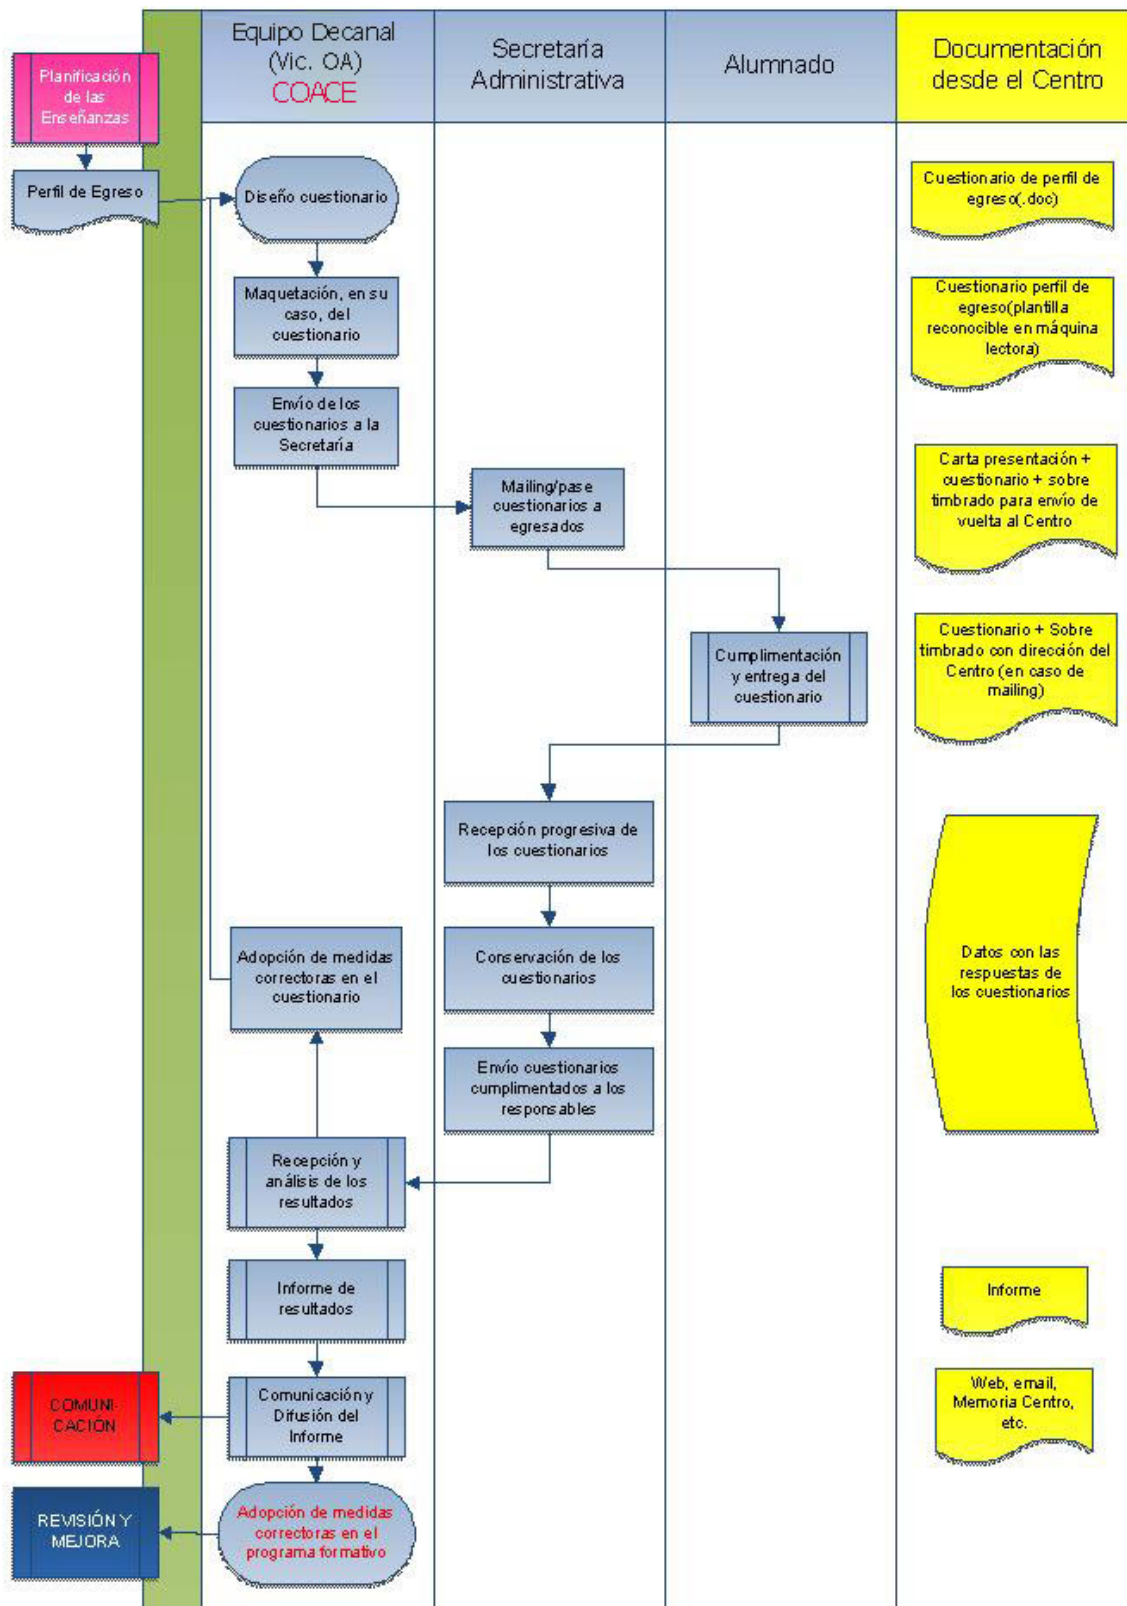 Equipo Decanal
(Vic. OA)
COACE
Secretaría
Administrativa
Alumnado
Documentación
desde el Centro
Planificación
de las
Enseñanzas
Perfil de Egreso
Diseño cuestionario
Cuestionario de perfil de
egreso(.doc)
Maquetación, en su
caso, del
cuestionario
Cuestionario perfil de
egreso(plantilla
reconocible en máquina
lectora)
Envío de los
cuestionarios a la
Secretaría
Mailing/pase
cuestionarios a
egresados
Carta presentación +
cuestionario + sobre
timbrado para envío de
vuelta al Centro
Cumplimentación
y entrega del
cuestionario
Cuestionario + Sobre
timbrado con dirección del
Centro (en caso de
mailing)
Recepción progresiva de
los cuestionarios
Adopción de medidas
correctoras en el
cuestionario
Conservación de los
cuestionarios
Datos con las
respuestas de
los cuestionarios
Envío cuestionarios
cumplimentados a los
responsables
Recepción y
análisis de los
resultados
Informe de
resultados
Informe
COMUNI-
CACIÓN
Comunicación y
Difusión del
Informe
Web, email,
Memoria Centro,
etc.
REVISIÓN Y
MEJORA
Adopción de medidas
correctoras en el
programa formativo